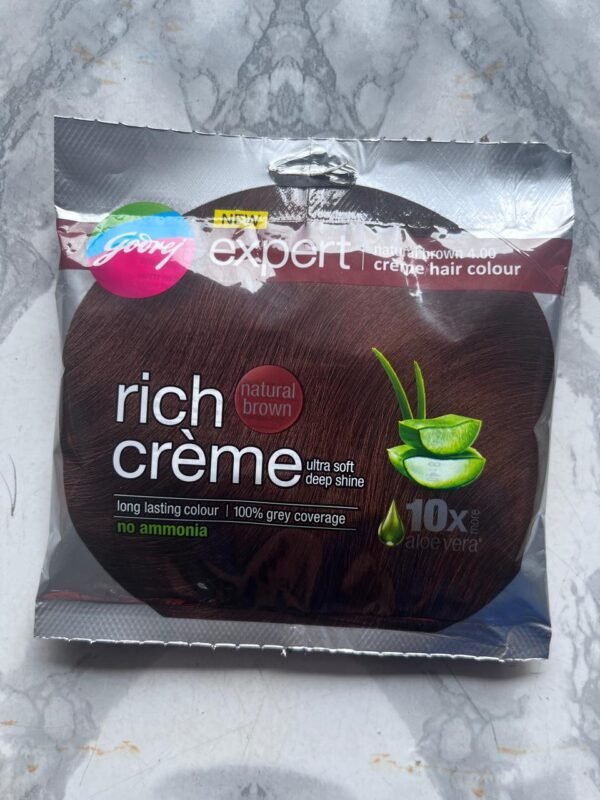 Godrej
NEW
expert
natural brown 4.00
crème hair colour
rich
crème
natural
brown
ultra soft
deep shine
long lasting colour | 100% grey coverage
no ammonia
10x more
aloe vera*